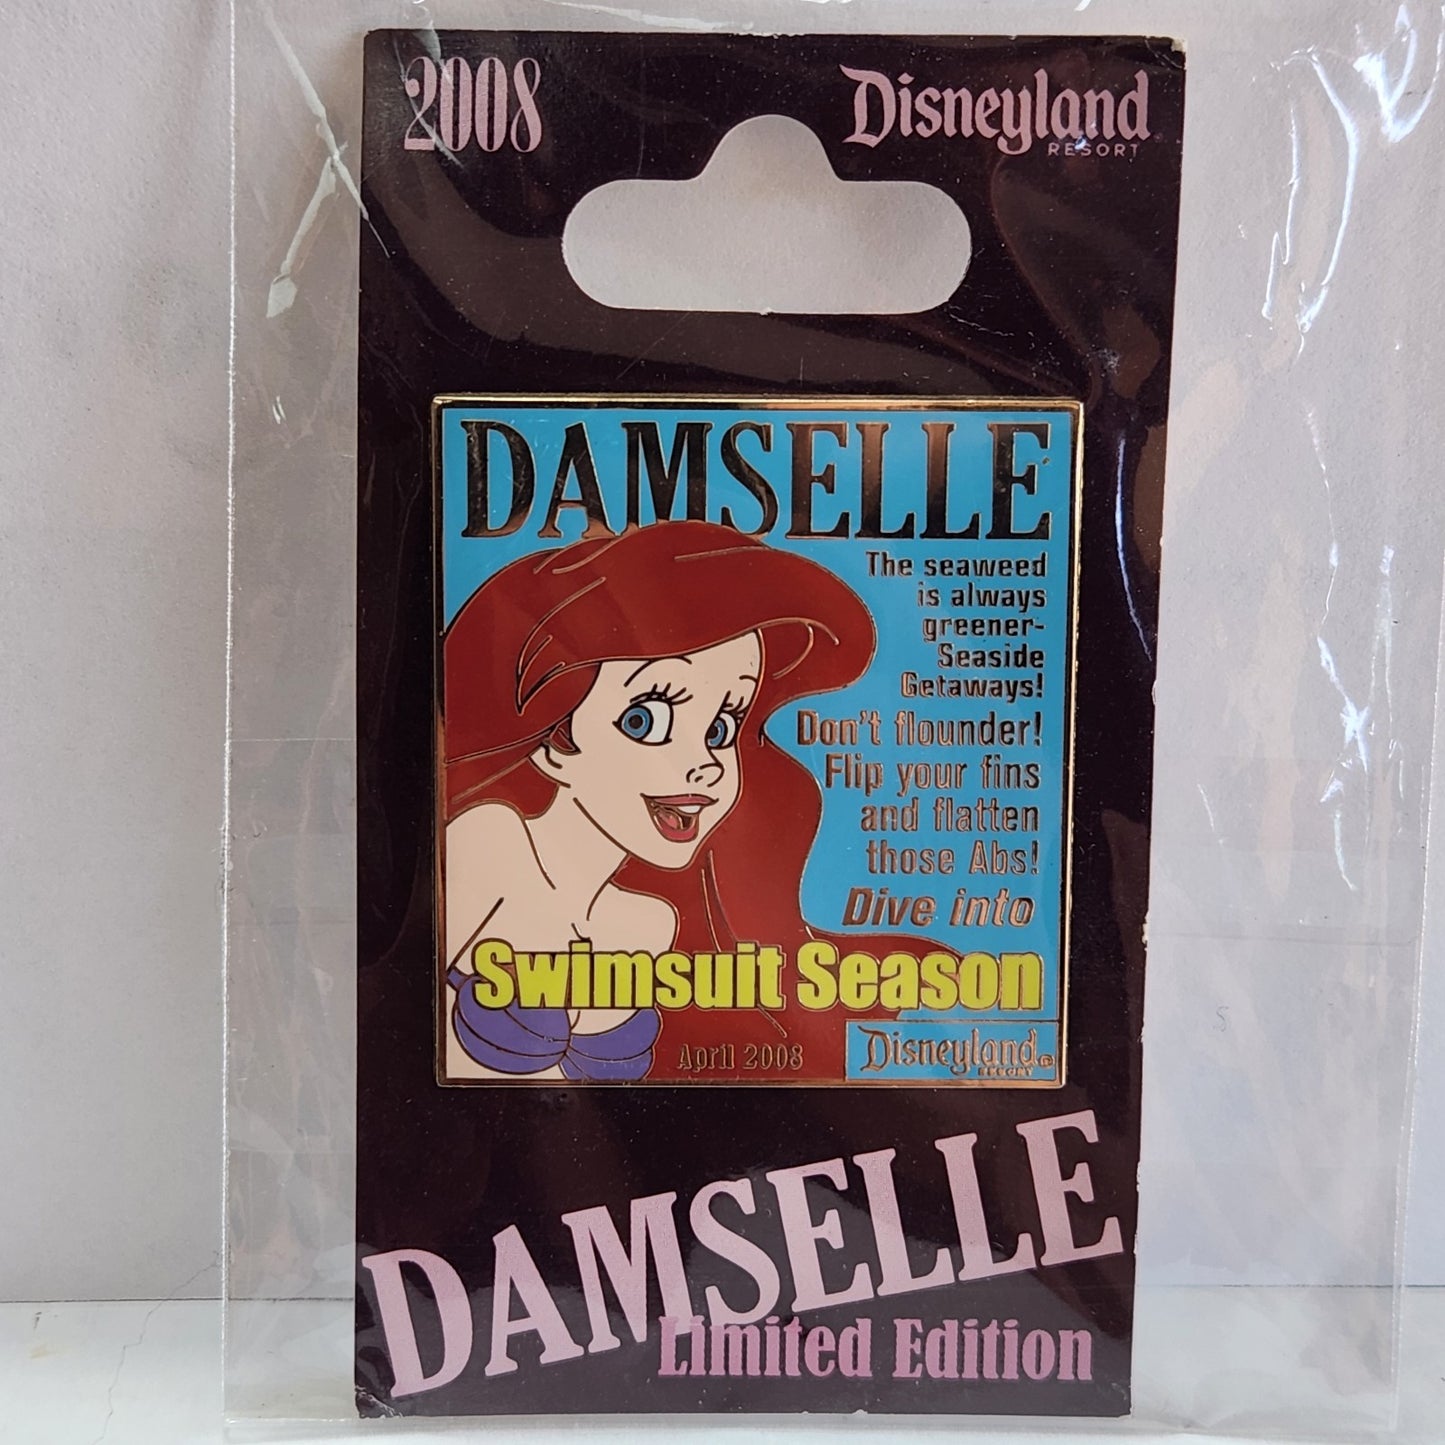 2008
Disneyland
RESORT
DAMSELLE
The seaweed
is always
greener-
Seaside
Getaways!
Don't flounder!
Flip your fins
and flatten
those Abs!
Dive into
Swimsuit Season
April 2008
Disneyland®
RESORT
DAMSELLE
Limited Edition